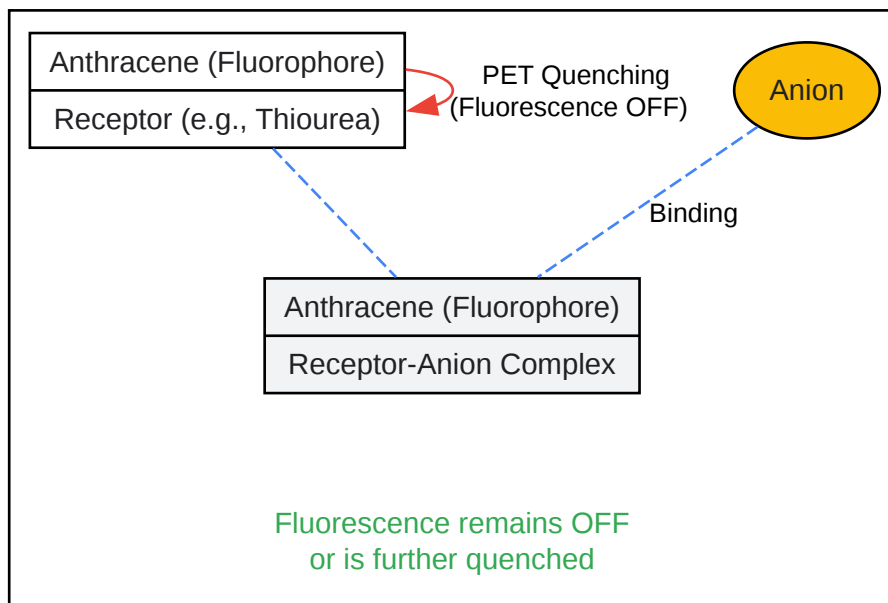 Anthracene (Fluorophore)
Receptor (e.g., Thiourea)
PET Quenching
(Fluorescence OFF)
Anion
Binding
Anthracene (Fluorophore)
Receptor-Anion Complex
Fluorescence remains OFF
or is further quenched